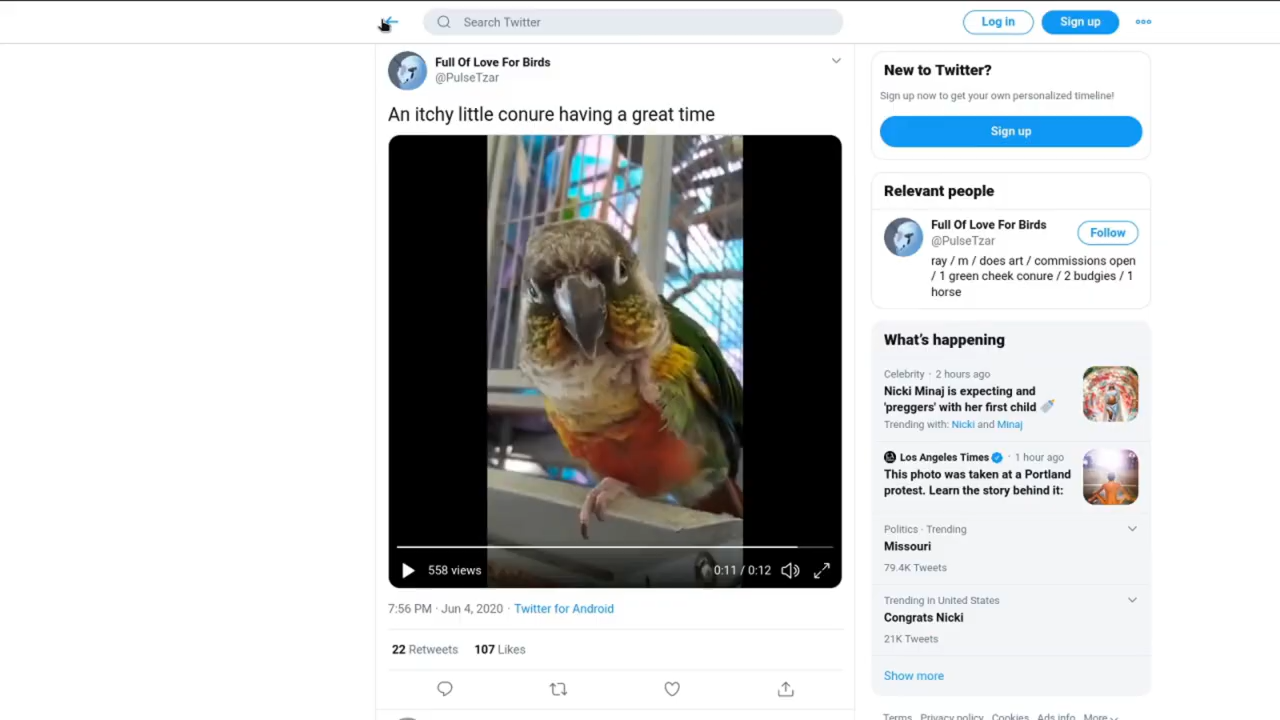 Search Twitter
Log in
Sign up
Full Of Love For Birds
@PulseTzar
An itchy little conure having a great time
558 views
0:11 / 0:12
7:56 PM · Jun 4, 2020 · Twitter for Android
22 Retweets 107 Likes
New to Twitter?
Sign up now to get your own personalized timeline!
Sign up
Relevant people
Full Of Love For Birds
@PulseTzar
Follow
ray / m / does art / commissions open
/ 1 green cheek conure / 2 budgies / 1
horse
What's happening
Celebrity · 2 hours ago
Nicki Minaj is expecting and
'preggers' with her first child 🍼
Trending with: Nicki and Minaj
Los Angeles Times · 1 hour ago
This photo was taken at a Portland
protest. Learn the story behind it:
Politics · Trending
Missouri
79.4K Tweets
Trending in United States
Congrats Nicki
21K Tweets
Show more
Terms Privacy policy Cookies Ads info More